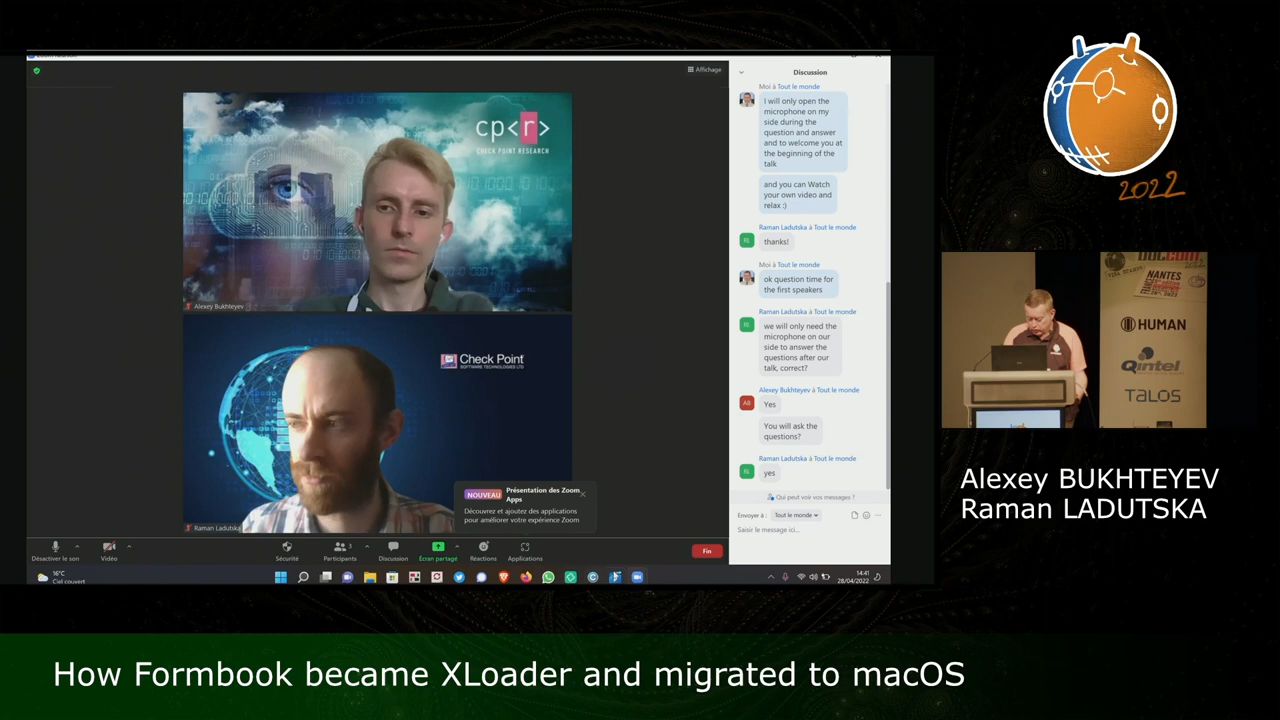 Affichage
cp<r>
CHECK POINT RESEARCH
Alexey Bukhteyev
Check Point
SOFTWARE TECHNOLOGIES LTD
Raman Ladutska
NOUVEAU
Présentation des Zoom
Apps
Découvrez et ajoutez des applications
pour améliorer votre expérience Zoom
Désactiver le son
Vidéo
Sécurité
Participants
3
Discussion
Écran partagé
Réactions
Applications
Fin
16°C
Ciel couvert
14:41
28/04/2022
Discussion
Moi à Tout le monde
I will only open the
microphone on my
side during the
question and answer
and to welcome you at
the beginning of the
talk
and you can Watch
your own video and
relax :)
Raman Ladutska à Tout le monde
RL
thanks!
Moi à Tout le monde
ok question time for
the first speakers
Raman Ladutska à Tout le monde
RL
we will only need the
microphone on our
side to answer the
questions after our
talk, correct?
Alexey Bukhteyev à Tout le monde
AB
Yes
You will ask the
questions?
Raman Ladutska à Tout le monde
RL
yes
Qui peut voir vos messages ?
Envoyer à : Tout le monde
Saisir le message ici...
2022
NANTES
HUMAN
Qintel
TALOS
Alexey BUKHTEYEV
Raman LADUTSKA
How Formbook became XLoader and migrated to macOS